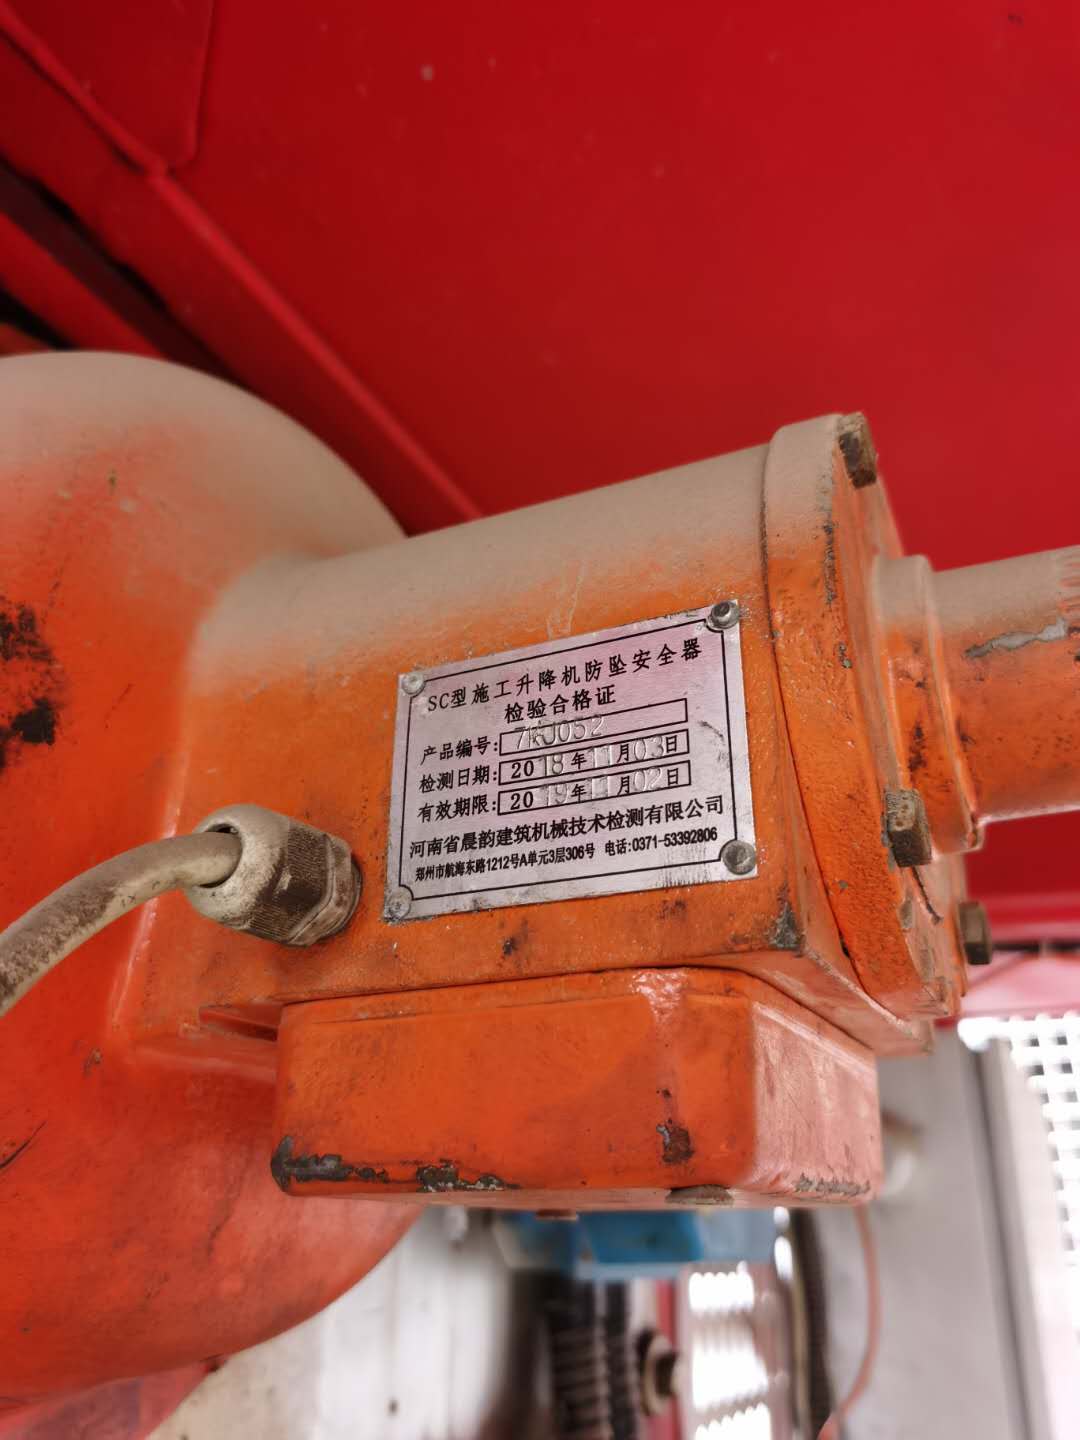 SC型施工升降机防坠安全器
检验合格证
产品编号: 7KJ052
检测日期: 2018年11月03日
有效期限: 2019年11月02日
河南省晨韵建筑机械技术检测有限公司
郑州市航海东路1212号A单元3层306号 电话:0371-53392806